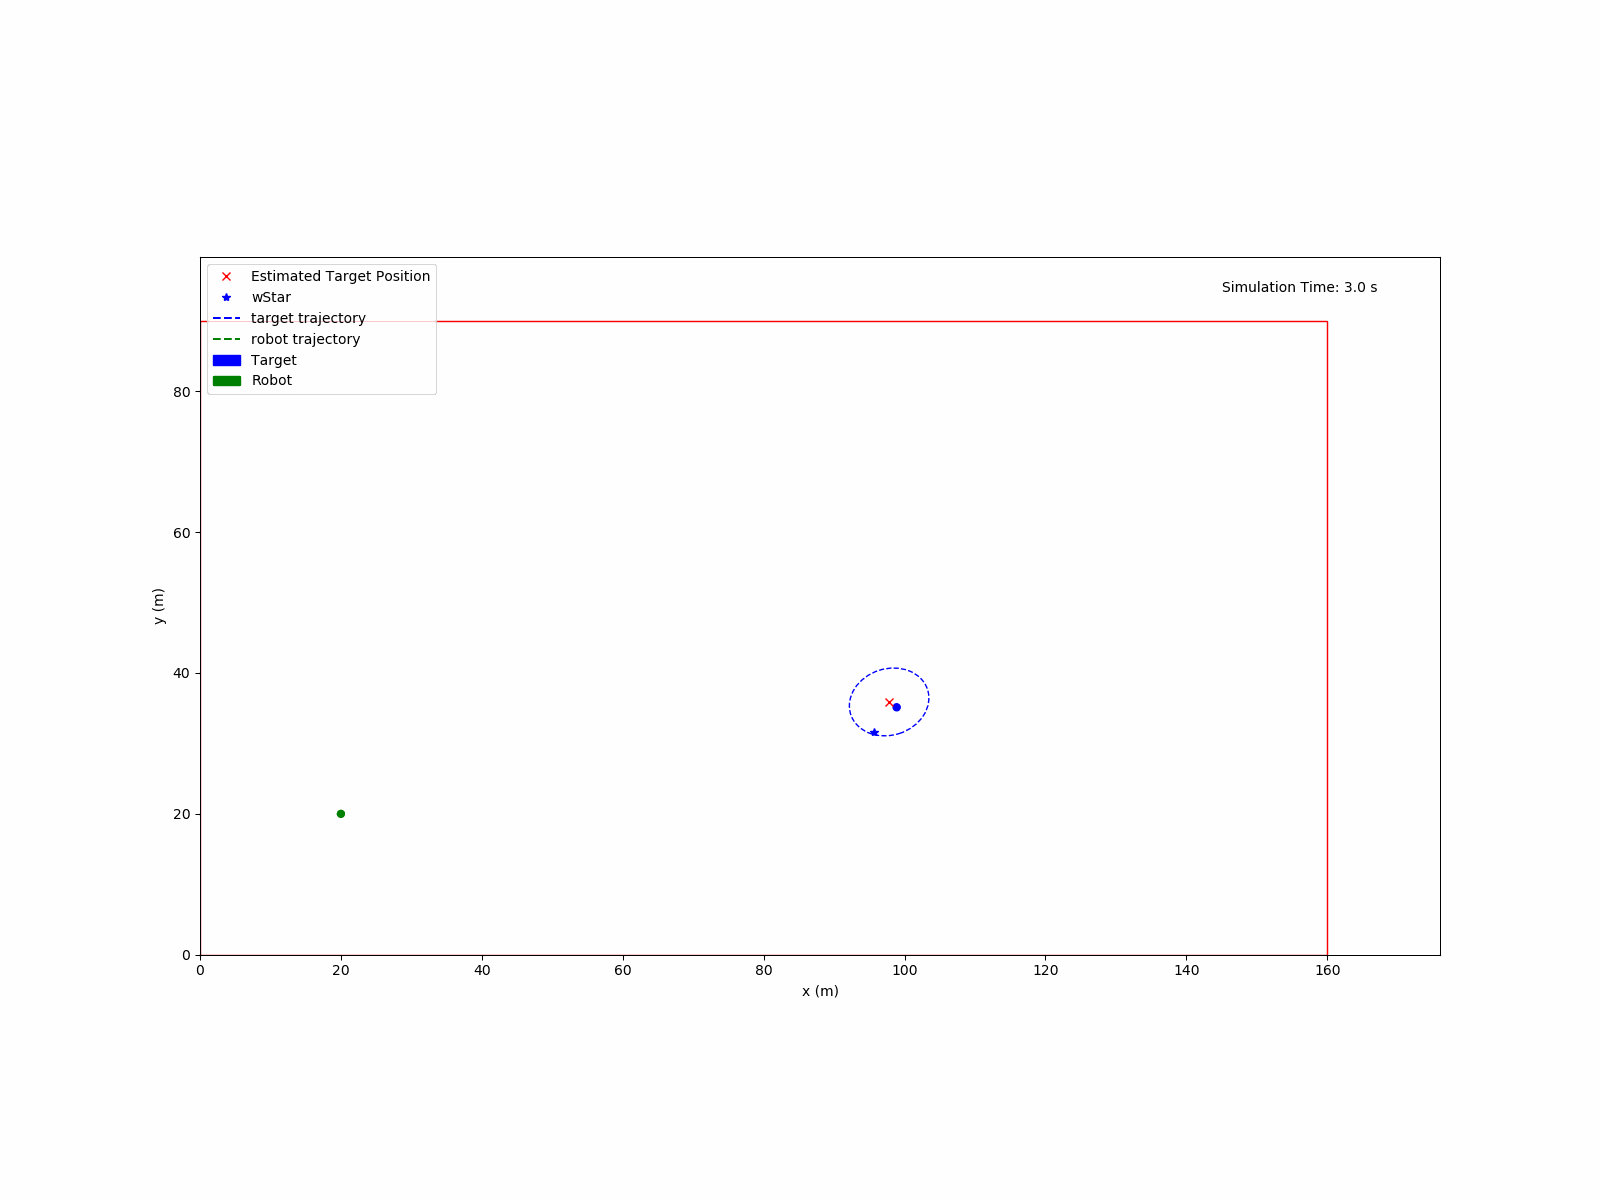 Estimated Target Position
wStar
target trajectory
robot trajectory
Target
Robot
Simulation Time: 3.0 s
80
60
40
20
0
y (m)
0 20 40 60 80 100 120 140 160
x (m)